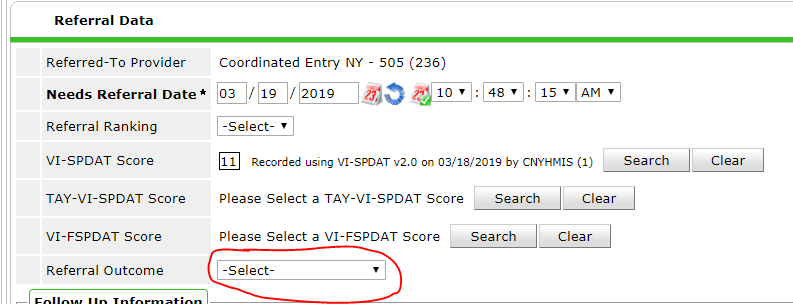 Referral Data
Referred-To Provider Coordinated Entry NY - 505 (236)
Needs Referral Date* 03 / 19 / 2019 23 23 10 : 48 : 15 AM
Referral Ranking -Select-
VI-SPDAT Score 11 Recorded using VI-SPDAT v2.0 on 03/18/2019 by CNYHMIS (1) Search Clear
TAY-VI-SPDAT Score Please Select a TAY-VI-SPDAT Score Search Clear
VI-FSPDAT Score Please Select a VI-FSPDAT Score Search Clear
Referral Outcome -Select-
Follow Up Information